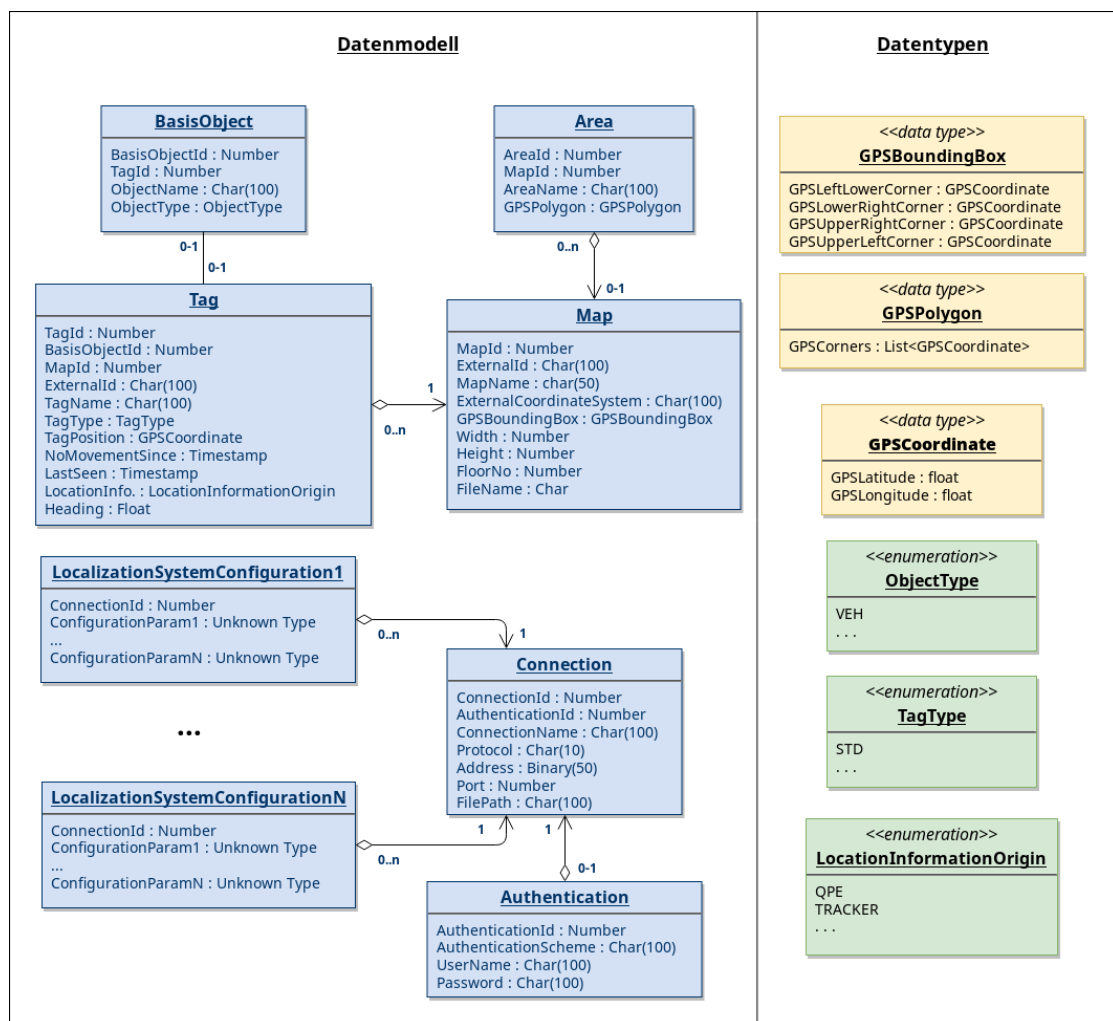 Datenmodell
BasisObject
BasisObjectId : Number
TagId : Number
ObjectName : Char(100)
ObjectType : ObjectType
0-1
0-1
Area
AreaId : Number
MapId : Number
AreaName : Char(100)
GPSPolygon : GPSPolygon
0..n
0-1
Tag
TagId : Number
BasisObjectId : Number
MapId : Number
ExternalId : Char(100)
TagName : Char(100)
TagType : TagType
TagPosition : GPSCoordinate
NoMovementSince : Timestamp
LastSeen : Timestamp
LocationInfo. : LocationInformationOrigin
Heading : Float
1
0..n
Map
MapId : Number
ExternalId : Char(100)
MapName : char(50)
ExternalCoordinateSystem : Char(100)
GPSBoundingBox : GPSBoundingBox
Width : Number
Height : Number
FloorNo : Number
FileName : Char
LocalizationSystemConfiguration1
ConnectionId : Number
ConfigurationParam1 : Unknown Type
...
ConfigurationParamN : Unknown Type
0..n
1
...
Connection
ConnectionId : Number
AuthenticationId : Number
ConnectionName : Char(100)
Protocol : Char(10)
Address : Binary(50)
Port : Number
FilePath : Char(100)
LocalizationSystemConfigurationN
ConnectionId : Number
ConfigurationParam1 : Unknown Type
...
ConfigurationParamN : Unknown Type
0..n
1
1
0-1
Authentication
AuthenticationId : Number
AuthenticationScheme : Char(100)
UserName : Char(100)
Password : Char(100)
Datentypen
<<data type>>
GPSBoundingBox
GPSLeftLowerCorner : GPSCoordinate
GPSLowerRightCorner : GPSCoordinate
GPSUpperRightCorner : GPSCoordinate
GPSUpperLeftCorner : GPSCoordinate
<<data type>>
GPSPolygon
GPSCorners : List<GPSCoordinate>
<<data type>>
GPSCoordinate
GPSLatitude : float
GPSLongitude : float
<<enumeration>>
ObjectType
VEH
. . .
<<enumeration>>
TagType
STD
. . .
<<enumeration>>
LocationInformationOrigin
QPE
TRACKER
. . .